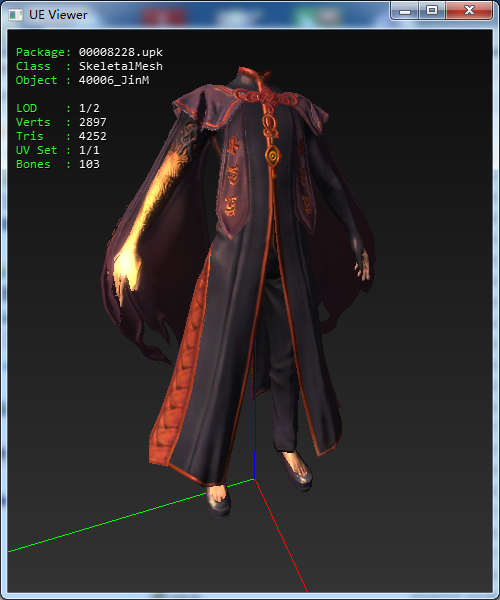 UE Viewer
Package: 00008228.upk
Class : SkeletalMesh
Object : 40006_JinM
LOD : 1/2
Verts : 2897
Tris : 4252
UV Set : 1/1
Bones : 103